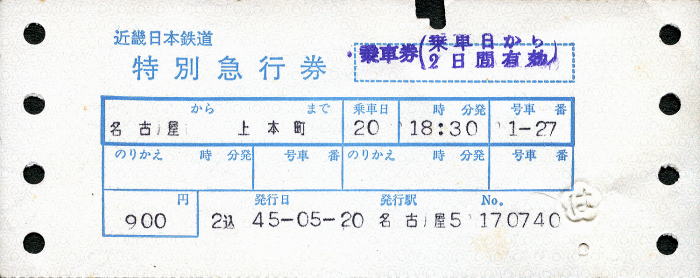 近畿日本鉄道
特別急行券
乗車券(乗車日から
2日間有効)
から まで 乗車日 時 分発 号車 番
名古屋 上本町 20 18:30 1-27
のりかえ 時 分発 号車 番 のりかえ 時 分発 号車 番
円 発行日 発行駅 No.
900 2込 45-05-20 名古屋5 170740